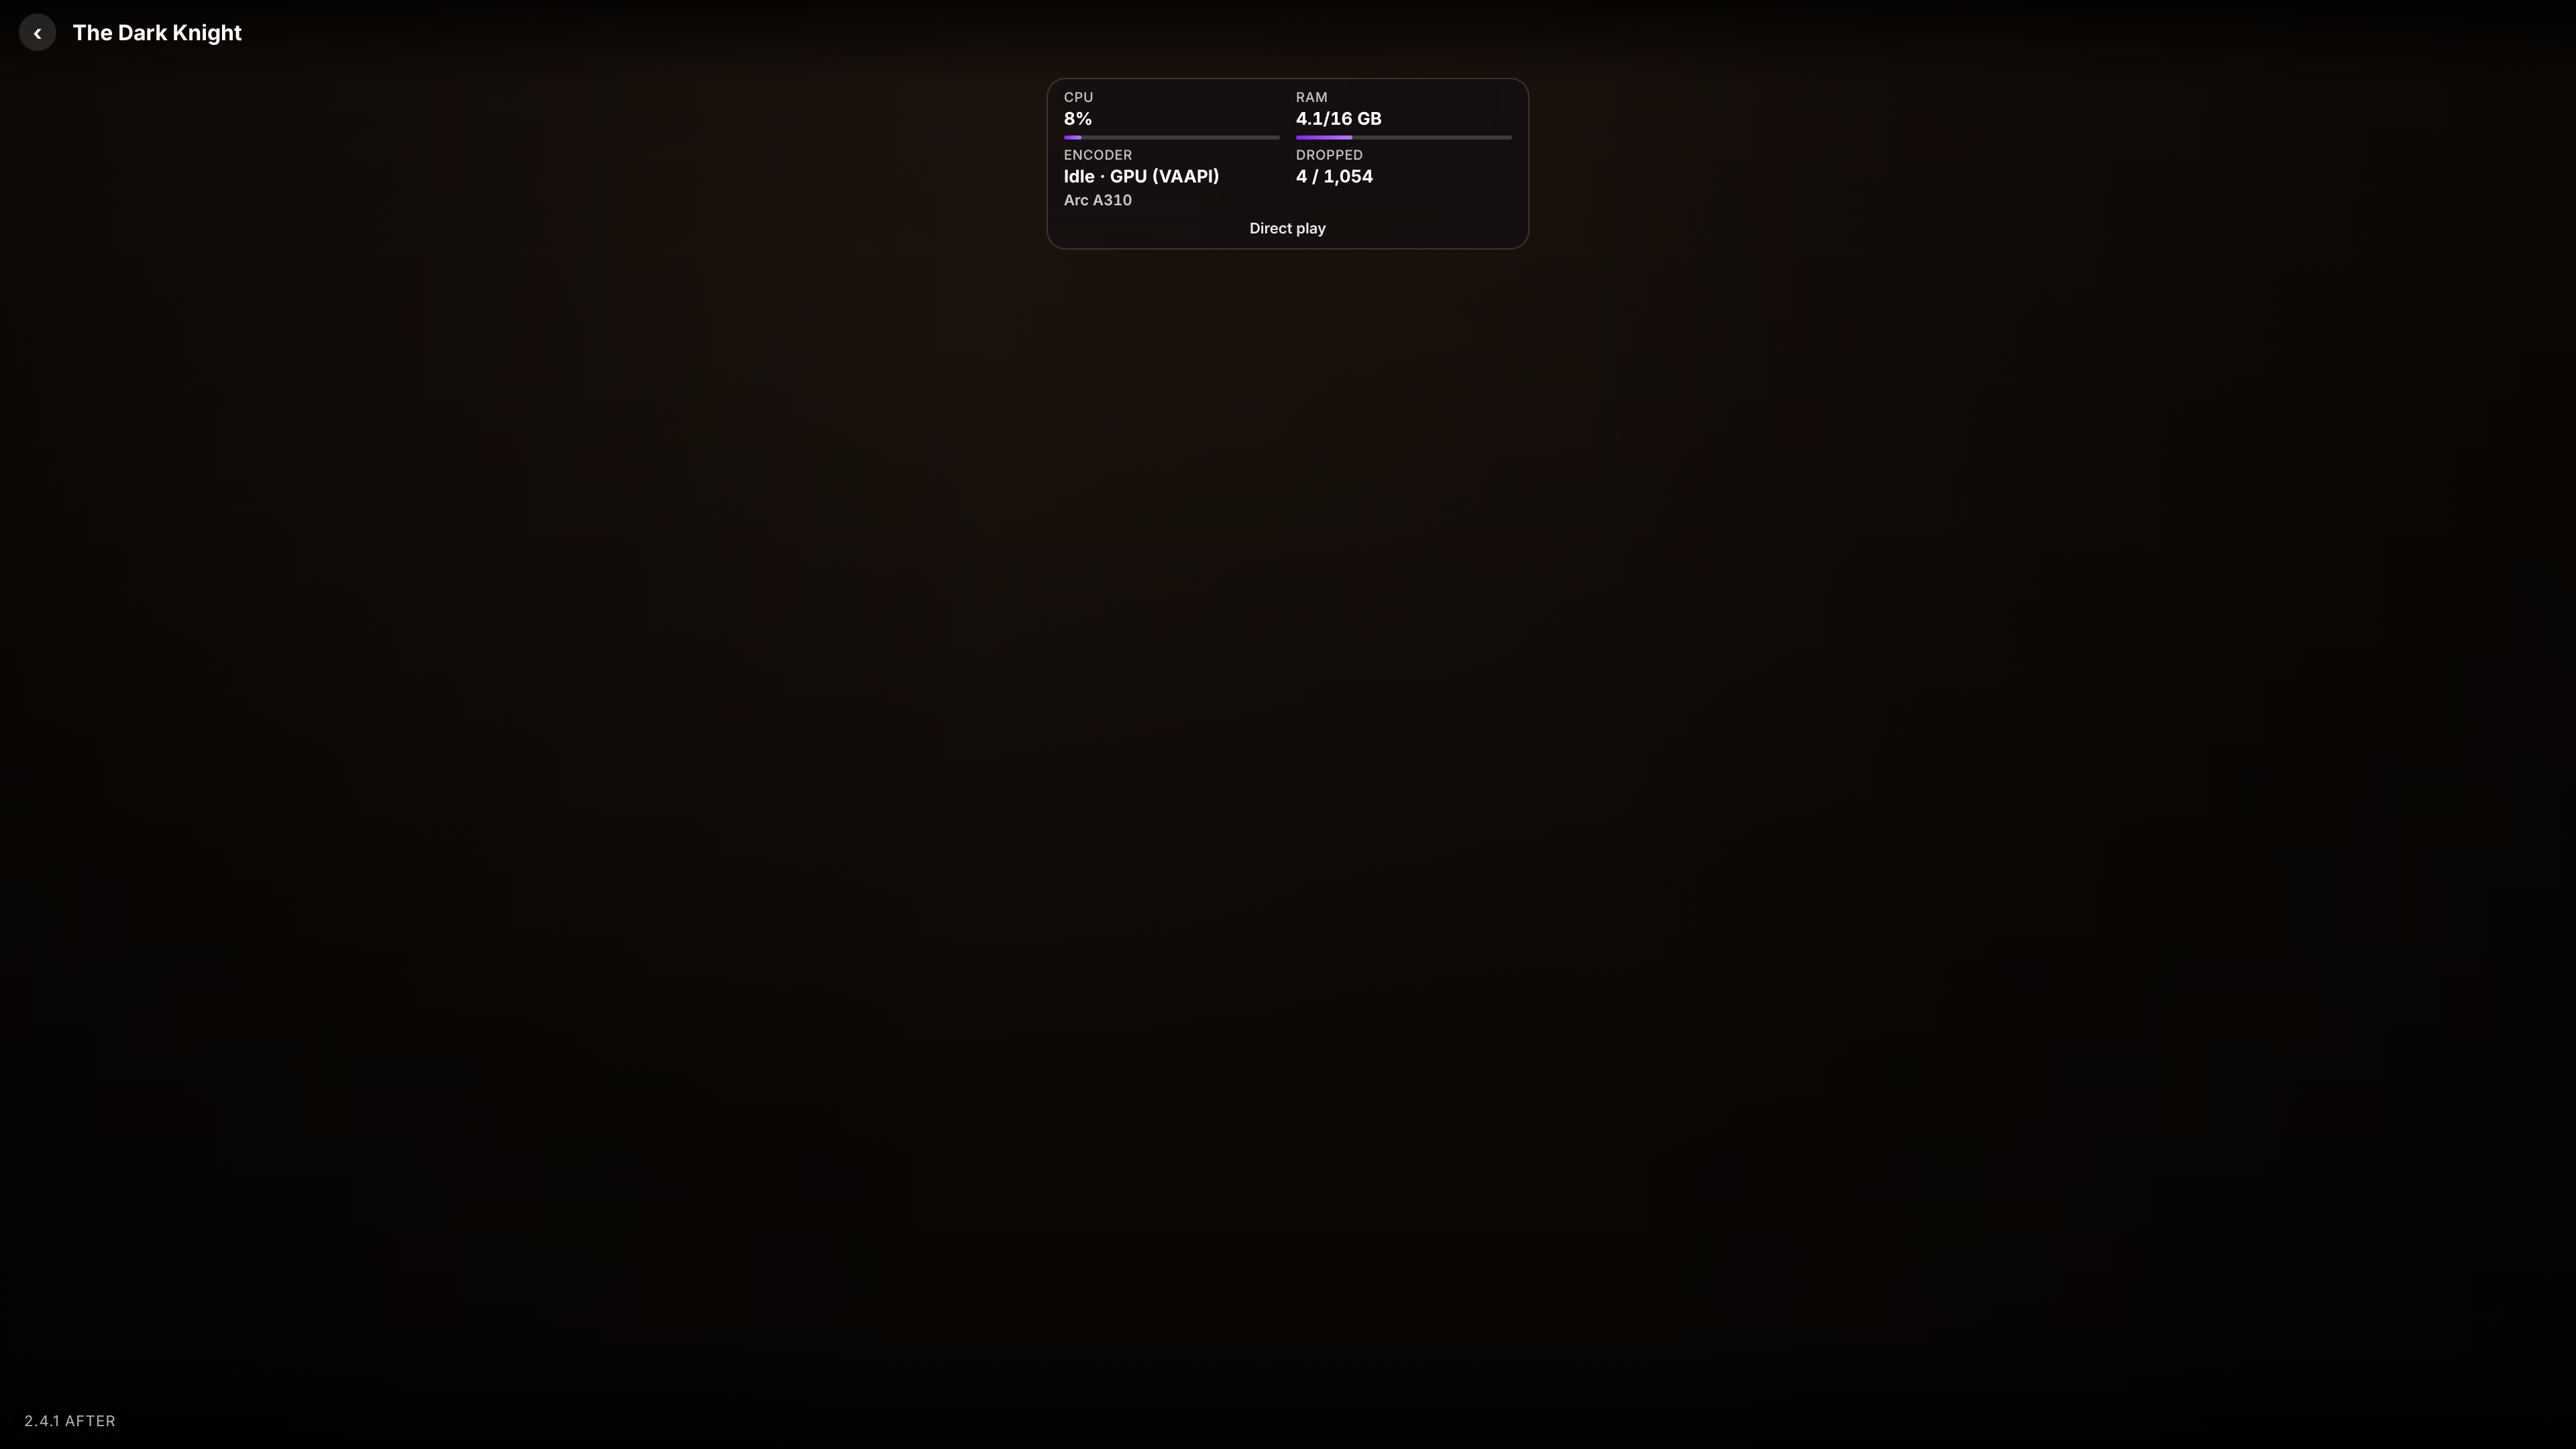 The Dark Knight
CPU
8%
RAM
4.1/16 GB
ENCODER
Idle · GPU (VAAPI)
Arc A310
DROPPED
4 / 1,054
Direct play
2.4.1 AFTER